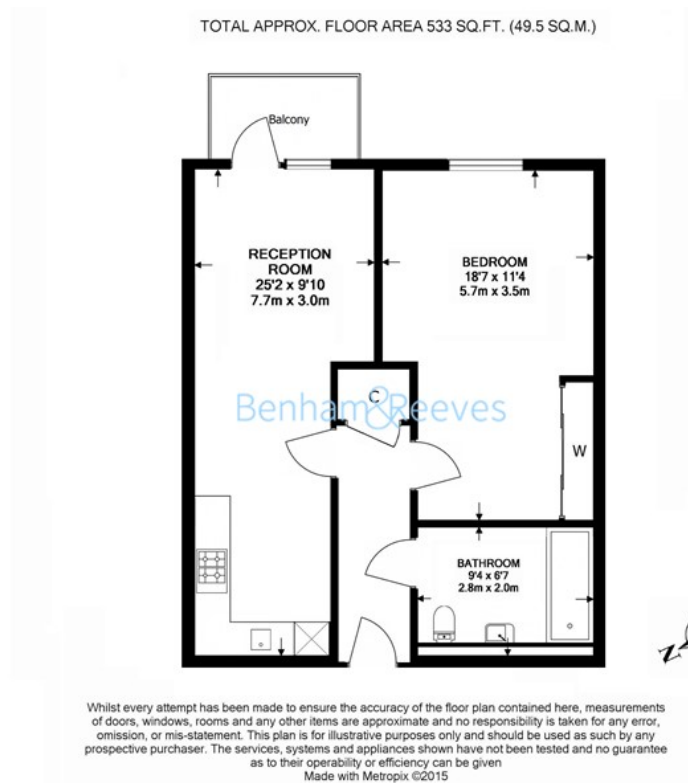 TOTAL APPROX. FLOOR AREA 533 SQ.FT. (49.5 SQ.M.)
Balcony
RECEPTION
ROOM
25'2 x 9'10
7.7m x 3.0m
BEDROOM
18'7 x 11'4
5.7m x 3.5m
C
Benham&Reeves
W
BATHROOM
9'4 x 6'7
2.8m x 2.0m
N
Whilst every attempt has been made to ensure the accuracy of the floor plan contained here, measurements
of doors, windows, rooms and any other items are approximate and no responsibility is taken for any error,
omission, or mis-statement. This plan is for illustrative purposes only and should be used as such by any
prospective purchaser. The services, systems and appliances shown have not been tested and no guarantee
as to their operability or efficiency can be given
Made with Metropix ©2015